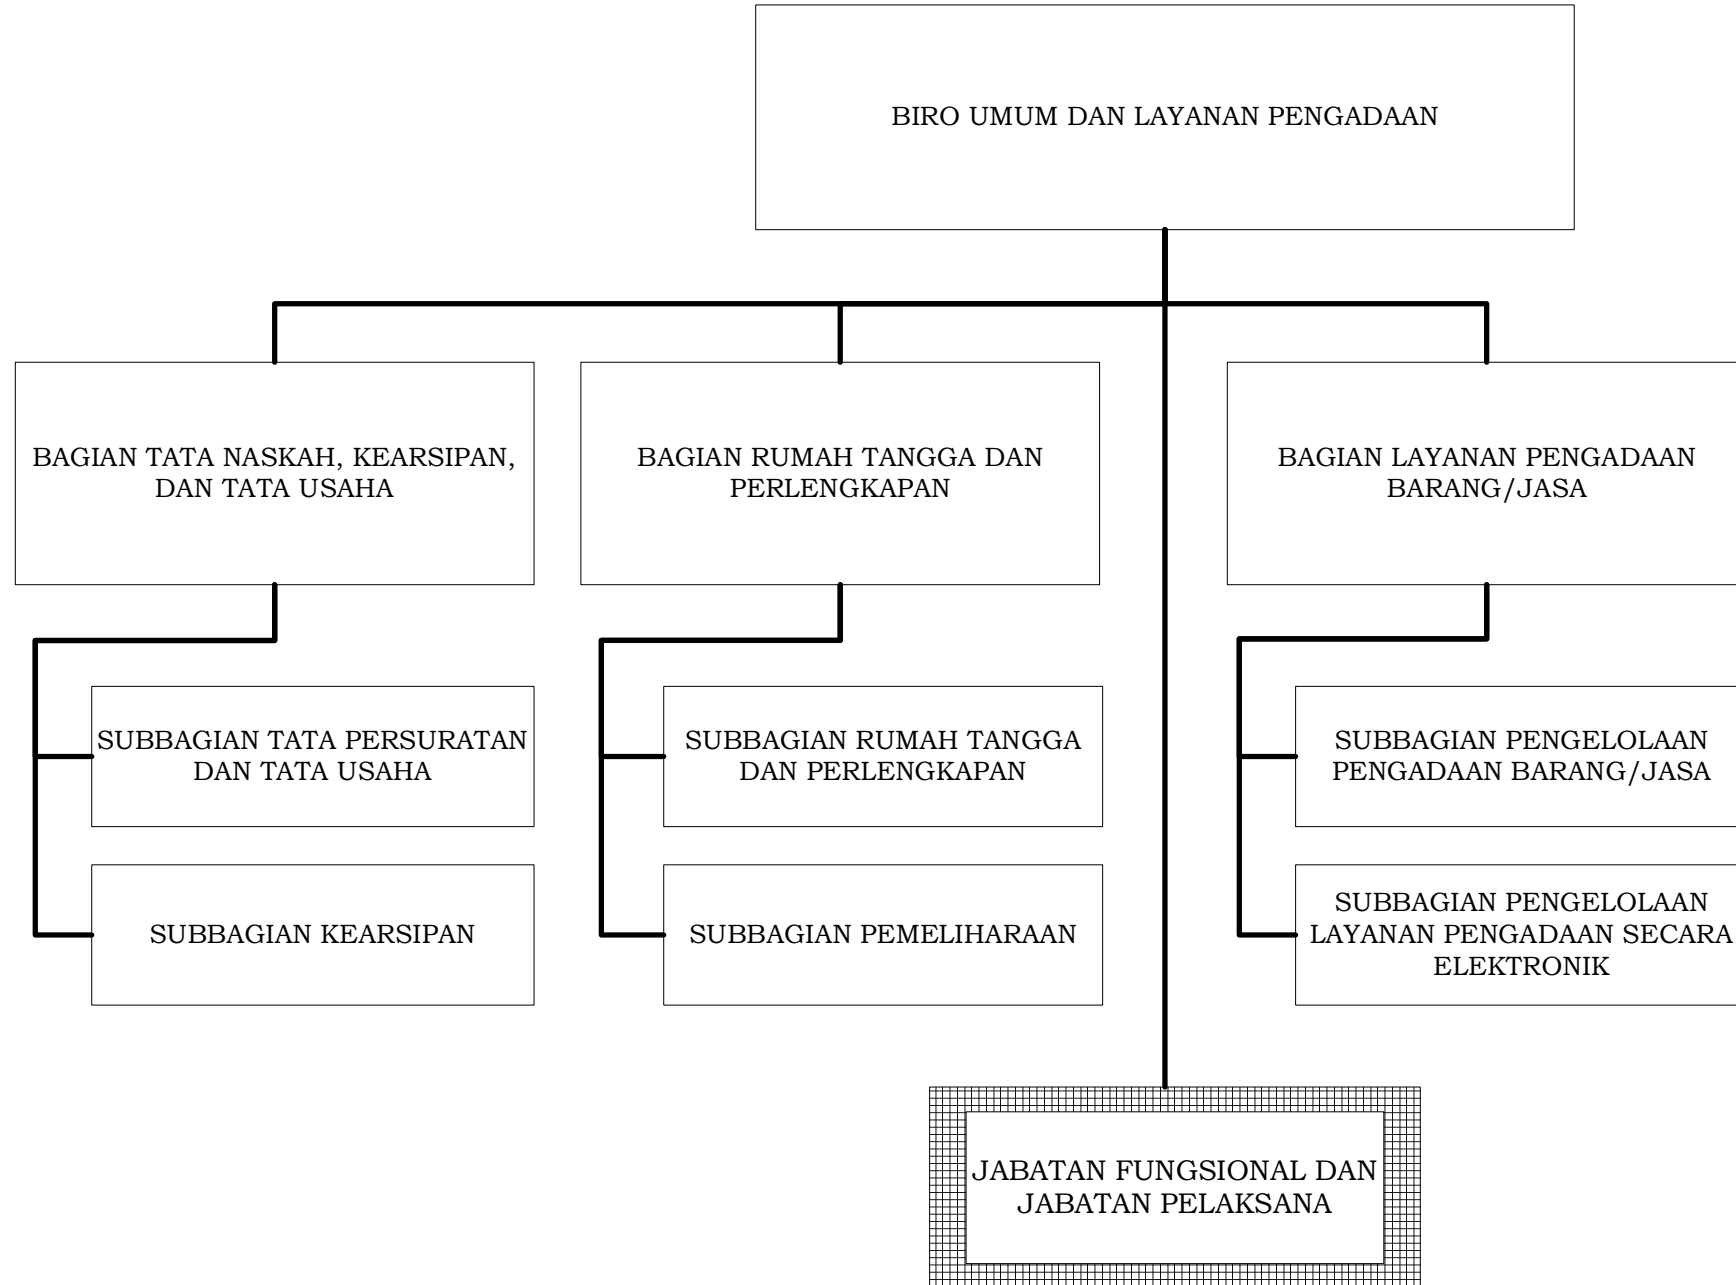 BIRO UMUM DAN LAYANAN PENGADAAN
BAGIAN TATA NASKAH, KEARSIPAN,
DAN TATA USAHA
BAGIAN RUMAH TANGGA DAN
PERLENGKAPAN
BAGIAN LAYANAN PENGADAAN
BARANG/JASA
SUBBAGIAN TATA PERSURATAN
DAN TATA USAHA
SUBBAGIAN RUMAH TANGGA
DAN PERLENGKAPAN
SUBBAGIAN PENGELOLAAN
PENGADAAN BARANG/JASA
SUBBAGIAN KEARSIPAN
SUBBAGIAN PEMELIHARAAN
SUBBAGIAN PENGELOLAAN
LAYANAN PENGADAAN SECARA
ELEKTRONIK
JABATAN FUNGSIONAL DAN
JABATAN PELAKSANA